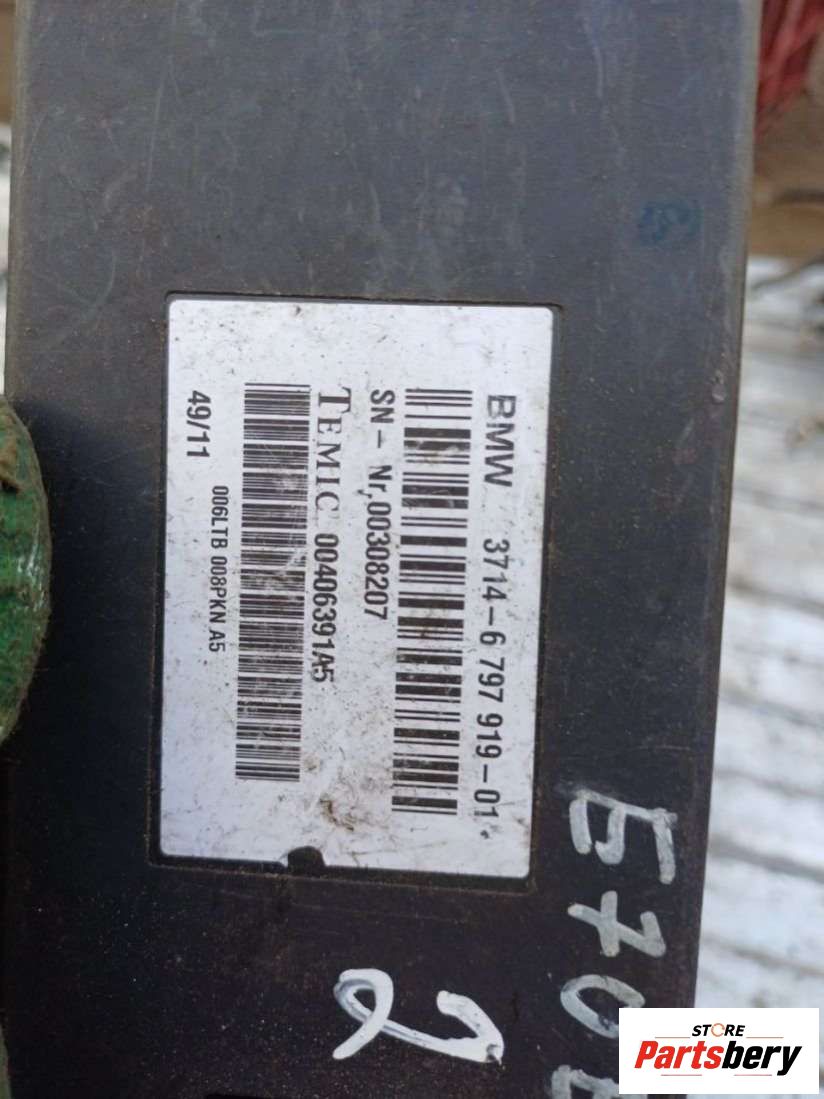 BMW 3714-6 797 919-01
SN- Nr,00308207
TEMIC 00406391A5
006LTB 008PKN A5
49/11
E70
2
STORE
Partsbery